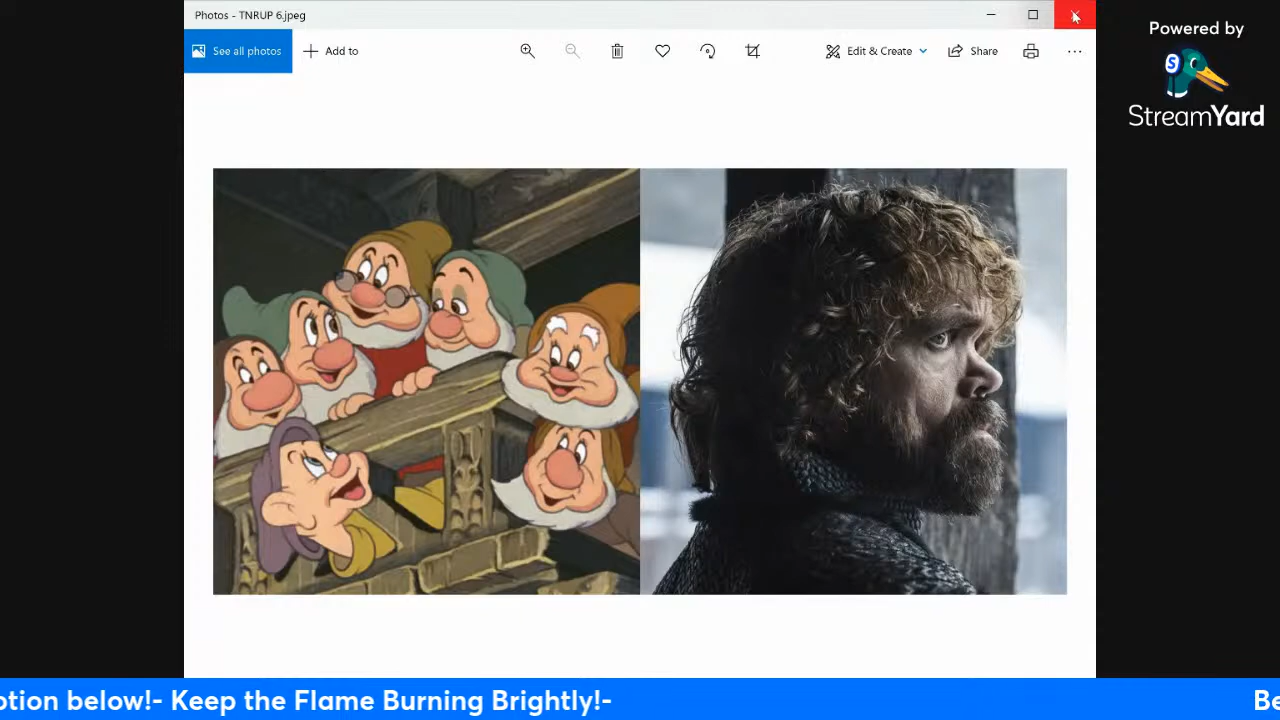 Photos - TNRUP 6.jpeg
Powered by
S
StreamYard
See all photos
Add to
Edit & Create
Share
ption below!- Keep the Flame Burning Brightly!-
Be